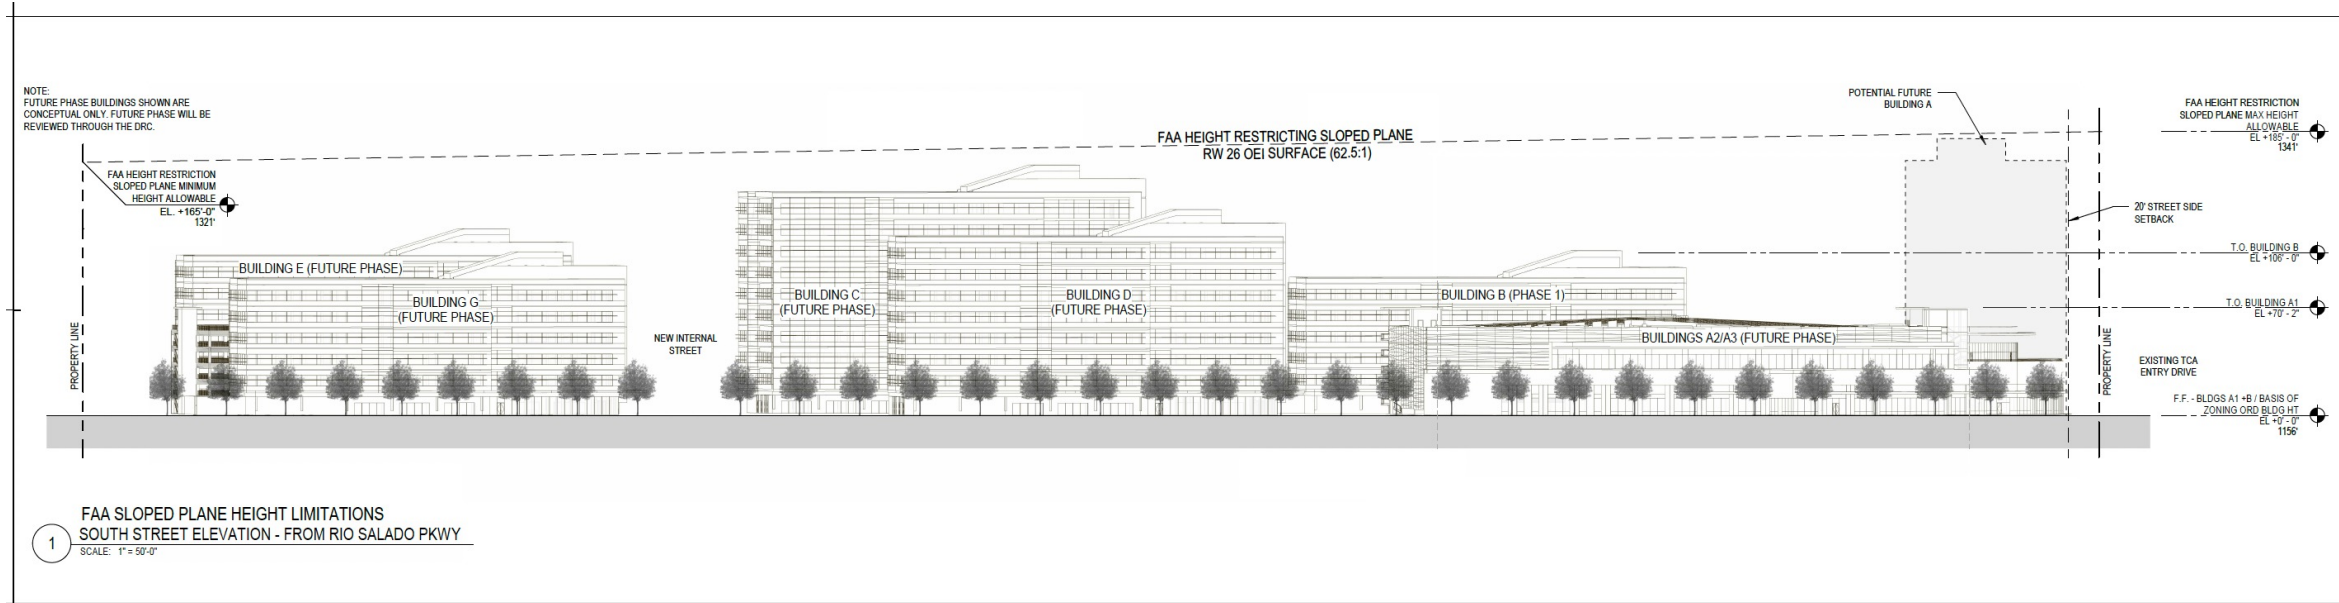 NOTE:
FUTURE PHASE BUILDINGS SHOWN ARE
CONCEPTUAL ONLY. FUTURE PHASE WILL BE
REVIEWED THROUGH THE DRC.
FAA HEIGHT RESTRICTION
SLOPED PLANE MINIMUM
HEIGHT ALLOWABLE
EL. +165'-0"
1321'
PROPERTY LINE
BUILDING E (FUTURE PHASE)
BUILDING G
(FUTURE PHASE)
NEW INTERNAL
STREET
BUILDING C
(FUTURE PHASE)
BUILDING D
(FUTURE PHASE)
FAA HEIGHT RESTRICTING SLOPED PLANE
RW 26 OEI SURFACE (62.5:1)
BUILDING B (PHASE 1)
BUILDINGS A2/A3 (FUTURE PHASE)
POTENTIAL FUTURE
BUILDING A
PROPERTY LINE
FAA HEIGHT RESTRICTION
SLOPED PLANE MAX HEIGHT
ALLOWABLE
EL +185' - 0"
1341'
20' STREET SIDE
SETBACK
T.O. BUILDING B
EL +106' - 0"
T.O. BUILDING A1
EL +70' - 2"
EXISTING TCA
ENTRY DRIVE
F.F. - BLDGS A1 +B / BASIS OF
ZONING ORD BLDG HT
EL +0' - 0"
1156'
1
FAA SLOPED PLANE HEIGHT LIMITATIONS
SOUTH STREET ELEVATION - FROM RIO SALADO PKWY
SCALE: 1" = 50'-0"